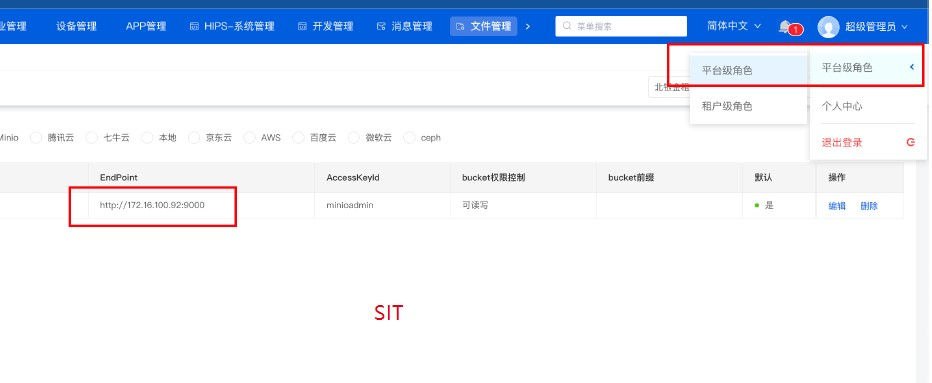 业管理 设备管理 APP管理 HIPS-系统管理 开发管理 消息管理 文件管理 菜单搜索 简体中文 1 超级管理员
平台级角色 平台级角色
北银金租
租户级角色 个人中心
退出登录
Minio 腾讯云 七牛云 本地 京东云 AWS 百度云 微软云 ceph
EndPoint AccessKeyId bucket权限控制 bucket前缀 默认 操作
http://172.16.100.92:9000 minioadmin 可读写 是 编辑 删除
SIT